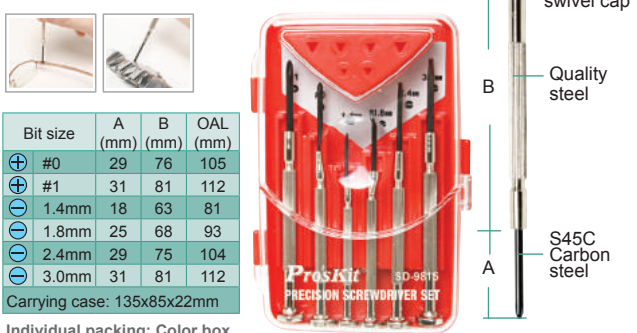 swivel cap
Quality
steel
B
S45C
Carbon
steel
A
Bit size A (mm) B (mm) OAL (mm)
#0 29 76 105
#1 31 81 112
1.4mm 18 63 81
1.8mm 25 68 93
2.4mm 29 75 104
3.0mm 31 81 112
Carrying case: 135x85x22mm
Individual packing: Color box
Pro'sKit SD-9815
PRECISION SCREWDRIVER SET